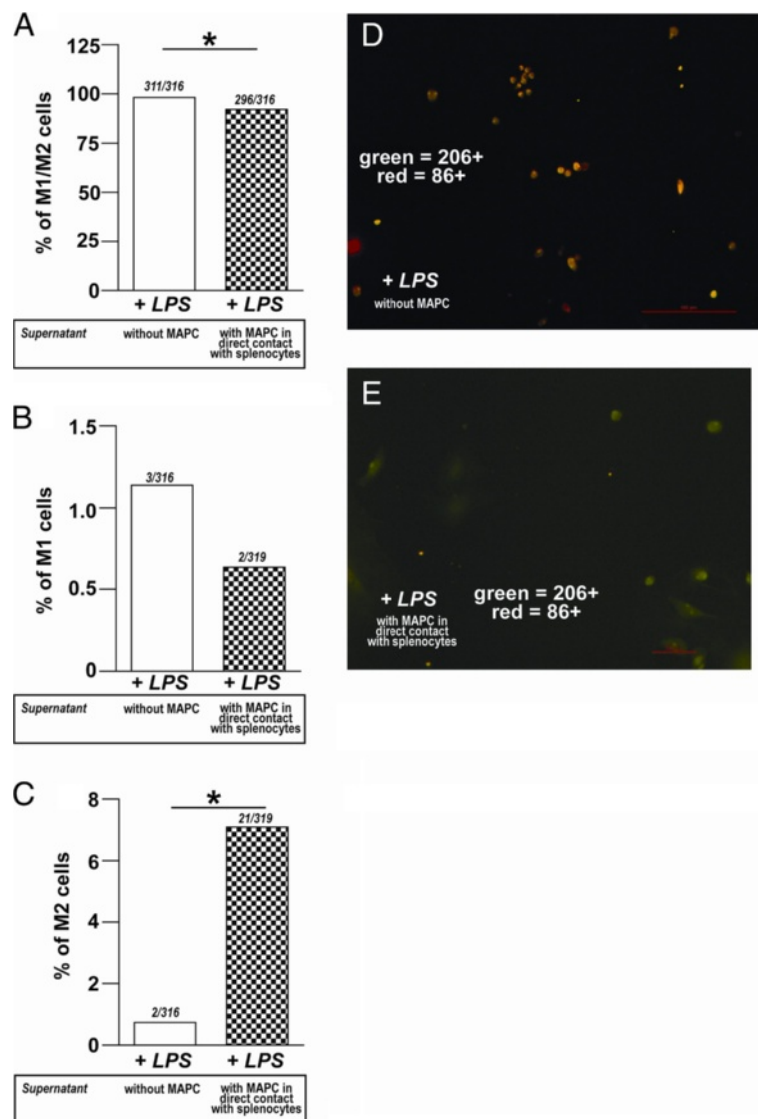 A
*
% of M1/M2 cells
125
100
75
50
25
0
311/316
296/316
+ LPS
+ LPS
Supernatant
without MAPC
with MAPC in
direct contact
with splenocytes
B
% of M1 cells
1.5
1.0
0.5
0
3/316
2/319
+ LPS
+ LPS
Supernatant
without MAPC
with MAPC in
direct contact
with splenocytes
C
*
% of M2 cells
8
6
4
2
0
2/316
21/319
+ LPS
+ LPS
Supernatant
without MAPC
with MAPC in
direct contact
with splenocytes
D
green = 206+
red = 86+
+ LPS
without MAPC
E
green = 206+
red = 86+
+ LPS
with MAPC in
direct contact
with splenocytes